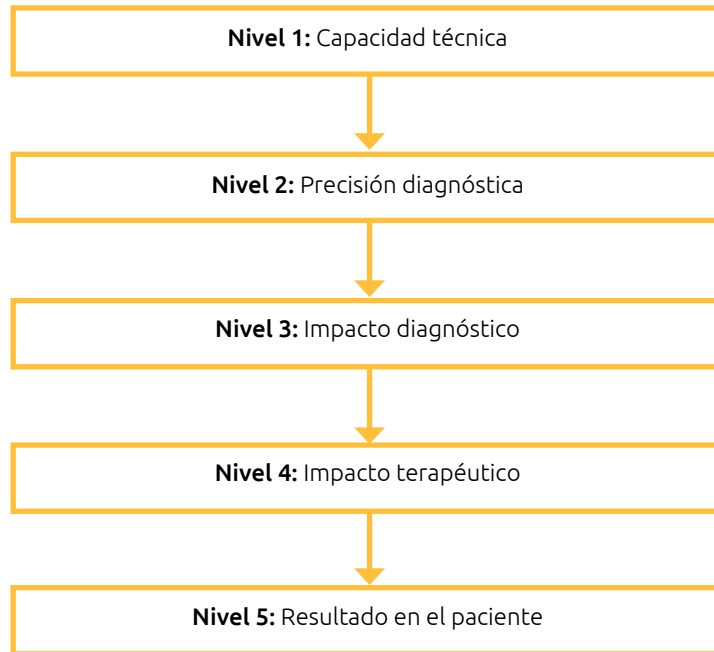 Nivel 1: Capacidad técnica
Nivel 2: Precisión diagnóstica
Nivel 3: Impacto diagnóstico
Nivel 4: Impacto terapéutico
Nivel 5: Resultado en el paciente